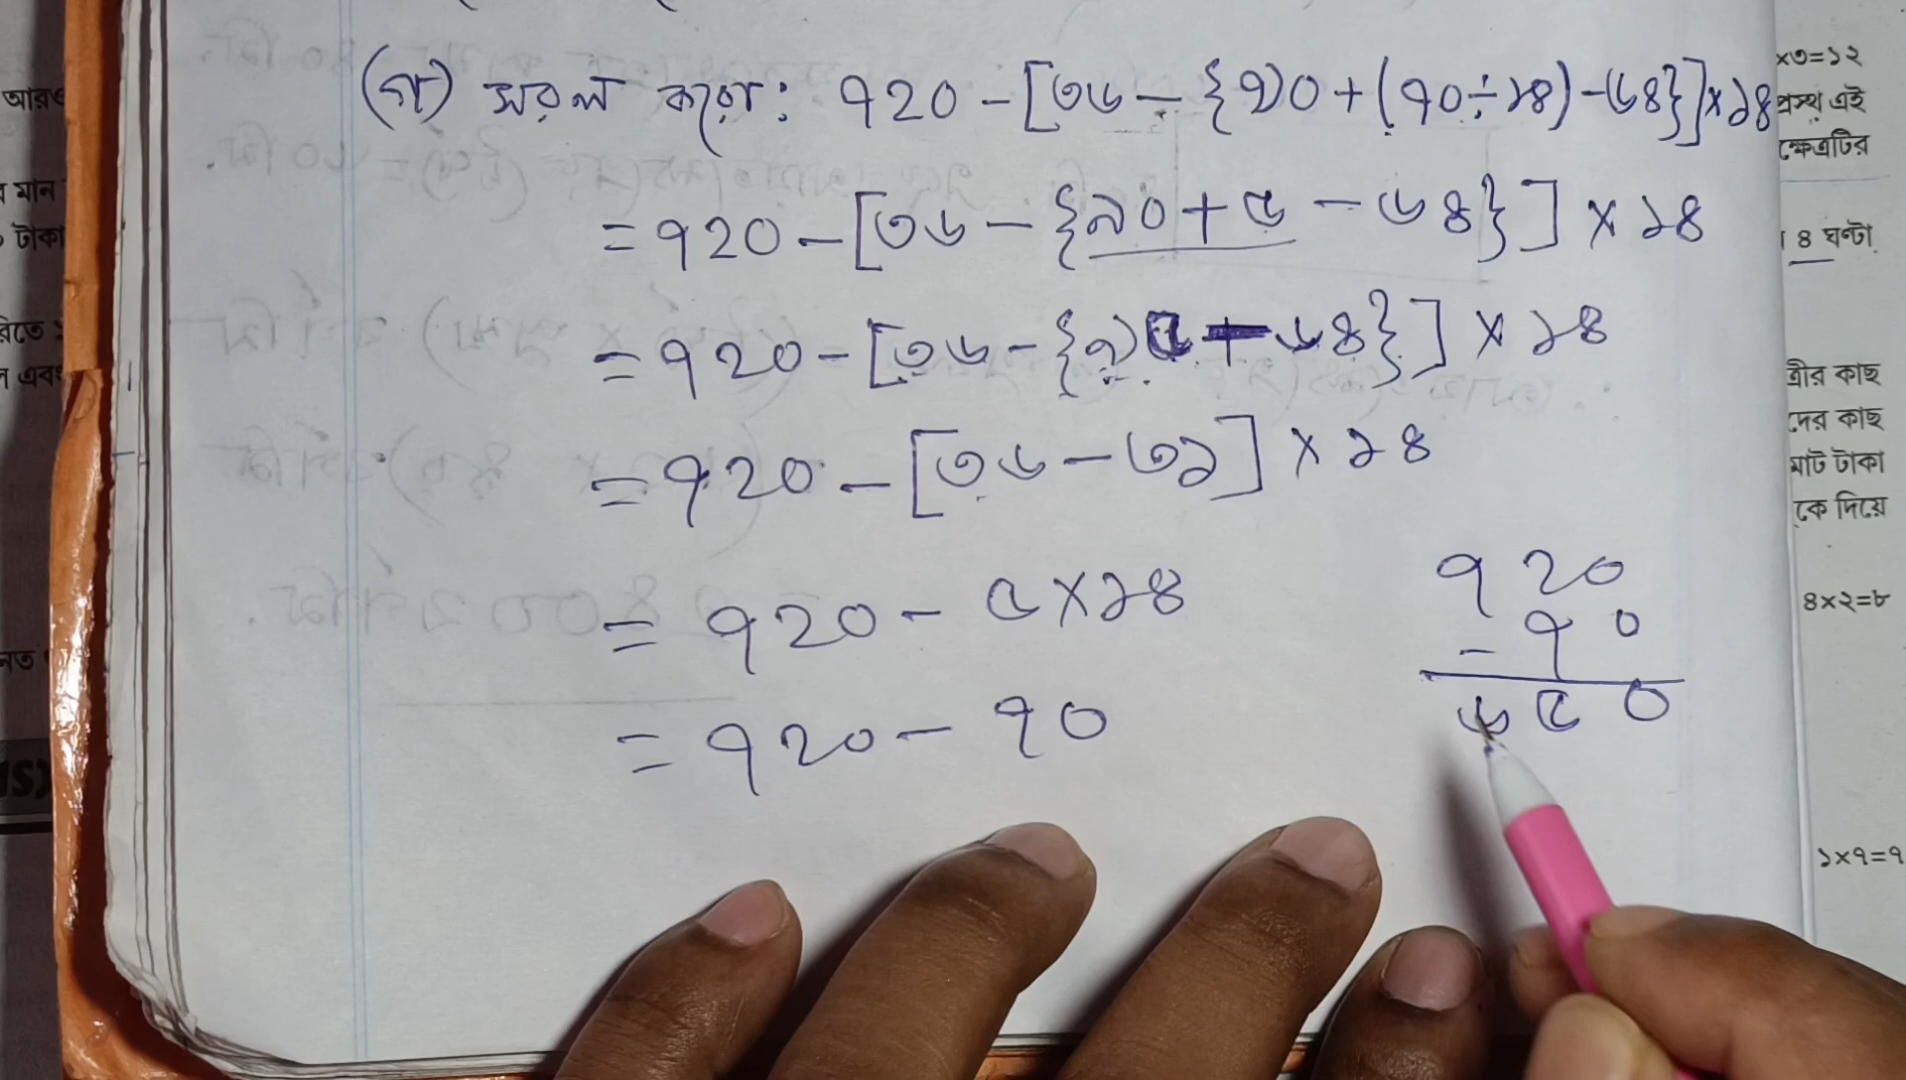 (গ) সরল করো: ৭২০ - [৩৬ - {৯০ + (৭০ ÷ ১৪) - ৬৪}] × ১৪
= ৭২০ - [৩৬ - {৯০ + ৫ - ৬৪}] × ১৪
= ৭২০ - [৩৬ - {৯৫ - ৬৪}] × ১৪
= ৭২০ - [৩৬ - ৩১] × ১৪
= ৭২০ - ৫ × ১৪
= ৭২০ - ৭০
৭২০
- ৭০
৬৫০
×৩=১২
প্রস্থ এই
ক্ষেত্রটির
৪ ঘন্টা
ত্রীর কাছ
দের কাছ
মাট টাকা
কে দিয়ে
৪×২=৮
১×৭=৭
আরও
মান
টাকা
রিতে
এবং